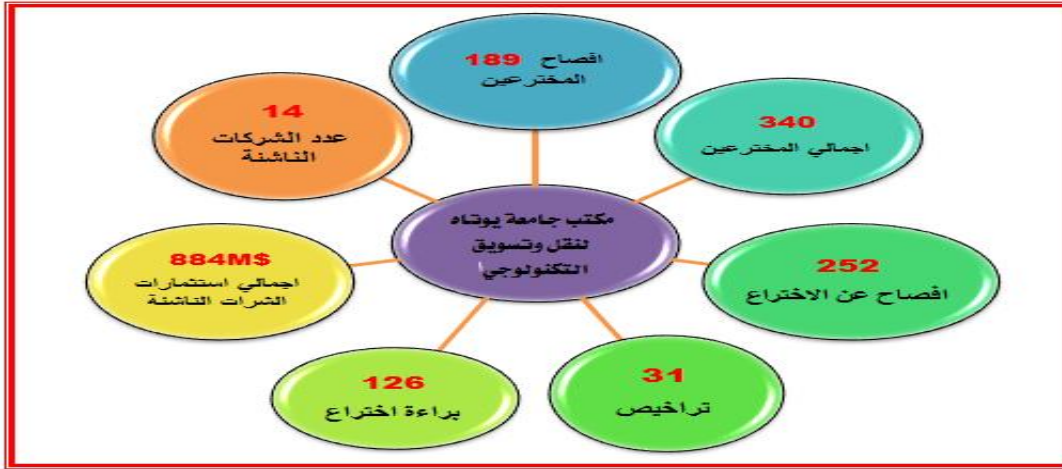 افصاح 189
المخترعين
340
اجمالي المخترعين
252
افصاح عن الاختراع
31
تراخيص
126
براءة اختراع
884M$
اجمالي استثمارات
الشرات الناشئة
14
عدد الشركات
الناشئة
مكتب جامعة يوتاه
لنقل وتسويق
التكنولوجي